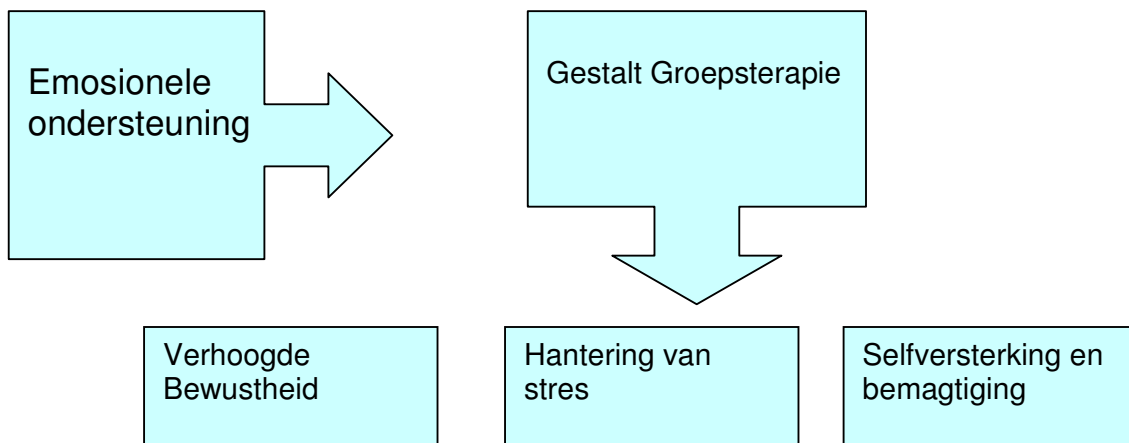 Emosionele
ondersteuning
Gestalt Groepsterapie
Verhoogde
Bewustheid
Hantering van
stres
Selfversterking en
bemagtiging